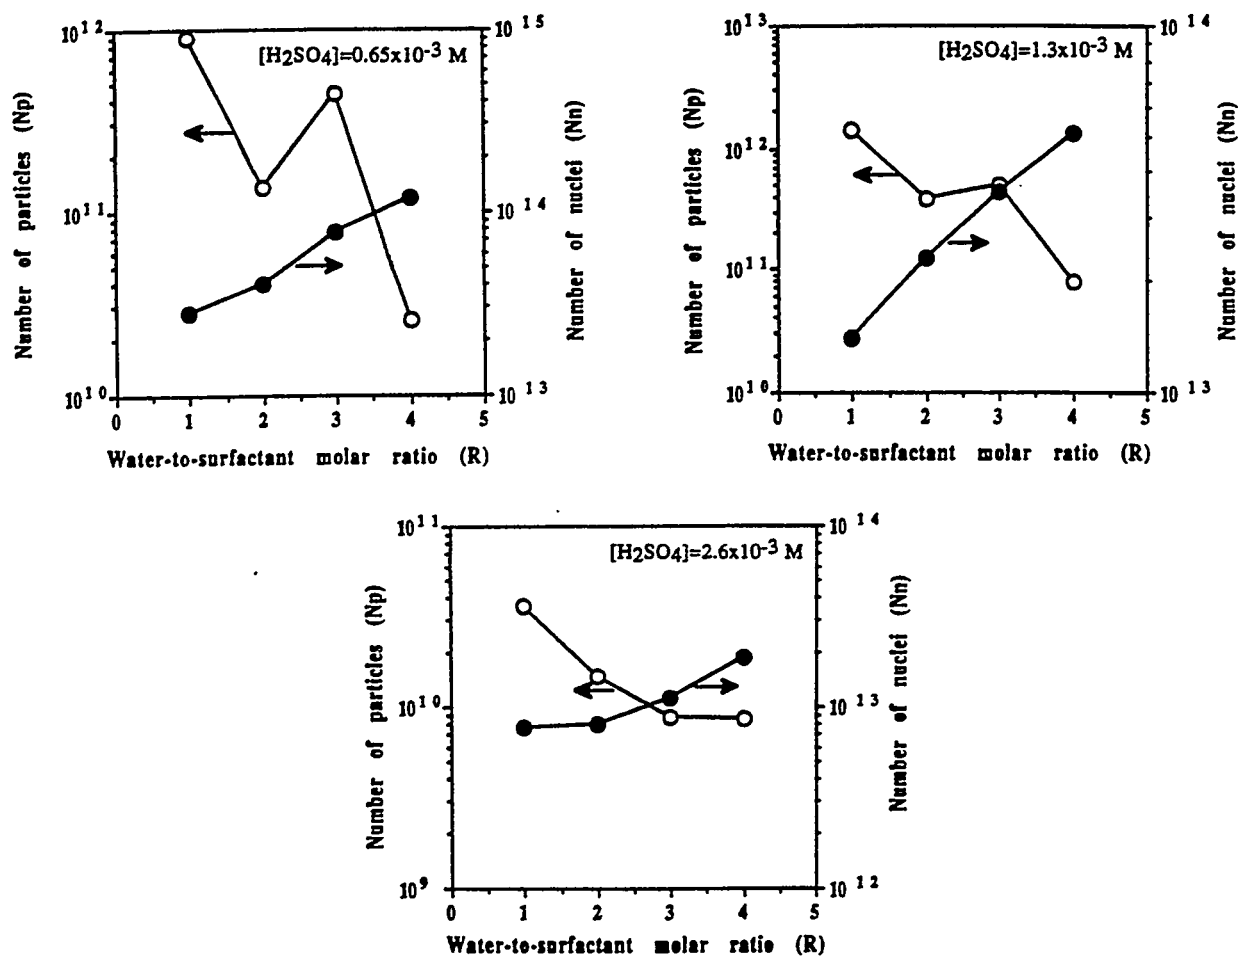 [H2SO4]=0.65x10-3 M
Number of particles (Np)
10 12
10 11
10 10
Number of nuclei (Nn)
10 15
10 14
10 13
0 1 2 3 4 5
Water-to-surfactant molar ratio (R)
[H2SO4]=1.3x10-3 M
Number of particles (Np)
10 13
10 12
10 11
10 10
Number of nuclei (Nn)
10 14
10 13
0 1 2 3 4 5
Water-to-surfactant molar ratio (R)
[H2SO4]=2.6x10-3 M
Number of particles (Np)
10 11
10 10
10 9
Number of nuclei (Nn)
10 14
10 13
10 12
0 1 2 3 4 5
Water-to-surfactant molar ratio (R)